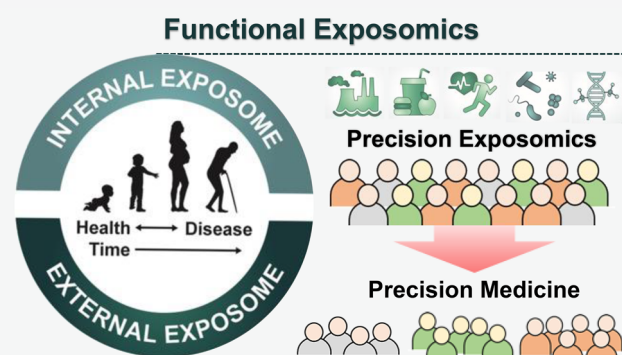 Functional Exposomics
INTERNAL EXPOSOME
Health Disease
Time
EXTERNAL EXPOSOME
Precision Exposomics
Precision Medicine